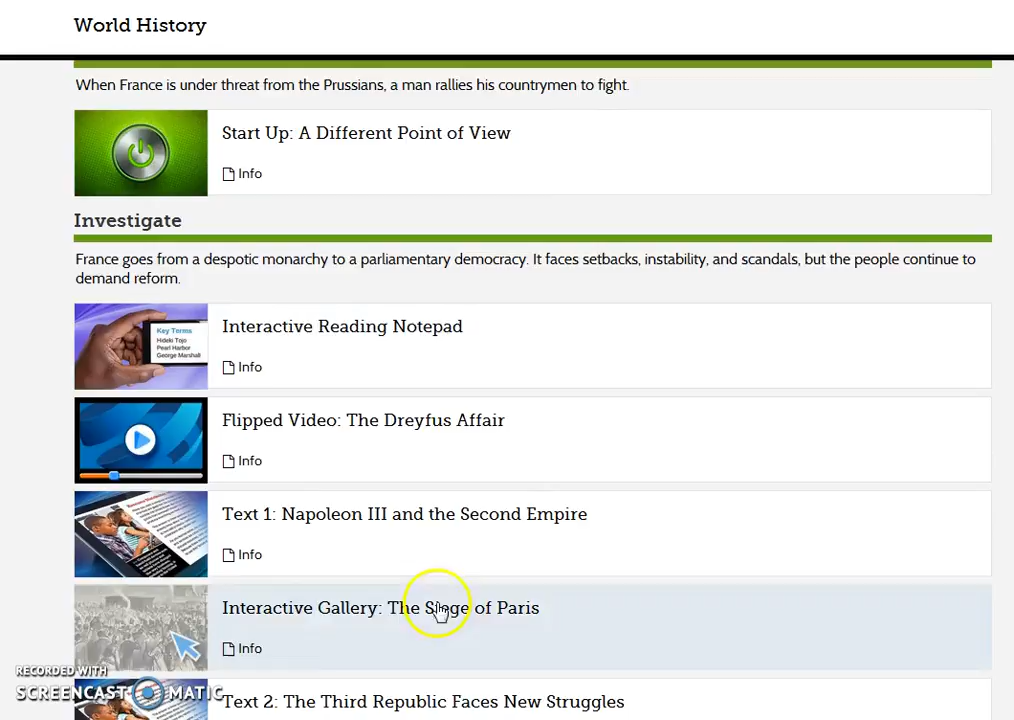 World History
When France is under threat from the Prussians, a man rallies his countrymen to fight.
Start Up: A Different Point of View
Info
Investigate
France goes from a despotic monarchy to a parliamentary democracy. It faces setbacks, instability, and scandals, but the people continue to
demand reform.
Key Terms
Hideki Tojo
Pearl Harbor
George Marshall
Interactive Reading Notepad
Info
Flipped Video: The Dreyfus Affair
Info
Text 1: Napoleon III and the Second Empire
Info
Interactive Gallery: The Siege of Paris
Info
RECORDED WITH
SCREENCAST-O-MATIC
Text 2: The Third Republic Faces New Struggles